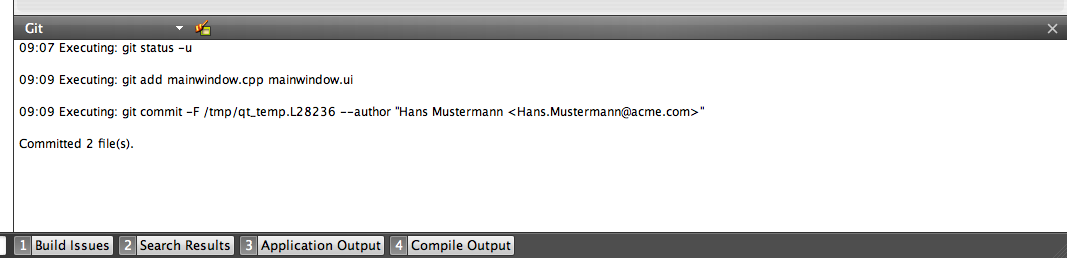 Git
09:07 Executing: git status -u
09:09 Executing: git add mainwindow.cpp mainwindow.ui
09:09 Executing: git commit -F /tmp/qt_temp.L28236 --author "Hans Mustermann <Hans.Mustermann@acme.com>"
Committed 2 file(s).
1 Build Issues 2 Search Results 3 Application Output 4 Compile Output